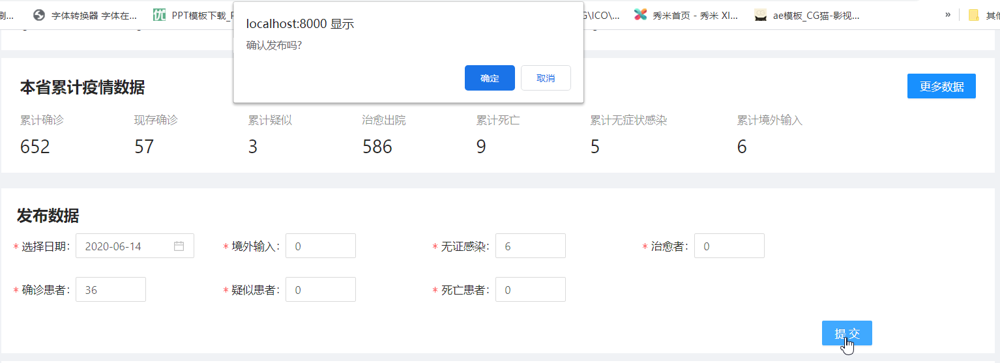 刷...
字体转换器 字体在...
PPT模板下载_
G\ICO\...
秀米首页 - 秀米 XI...
ae模板_CG猫-影视...
»
其他
localhost:8000 显示
确认发布吗?
确定
取消
本省累计疫情数据
更多数据
累计确诊
现存确诊
累计疑似
治愈出院
累计死亡
累计无症状感染
累计境外输入
652
57
3
586
9
5
6
发布数据
* 选择日期: 2020-06-14
* 境外输入: 0
* 无证感染: 6
* 治愈者: 0
* 确诊患者: 36
* 疑似患者: 0
* 死亡患者: 0
提 交